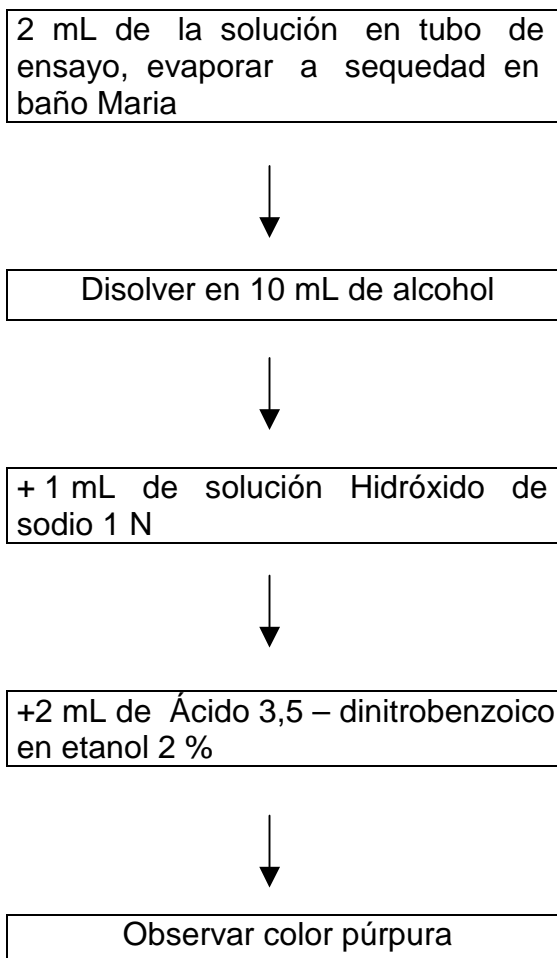 2 mL de la solución en tubo de
ensayo, evaporar a sequedad en
baño Maria
Disolver en 10 mL de alcohol
+ 1 mL de solución Hidróxido de
sodio 1 N
+2 mL de Ácido 3,5 – dinitrobenzoico
en etanol 2 %
Observar color púrpura